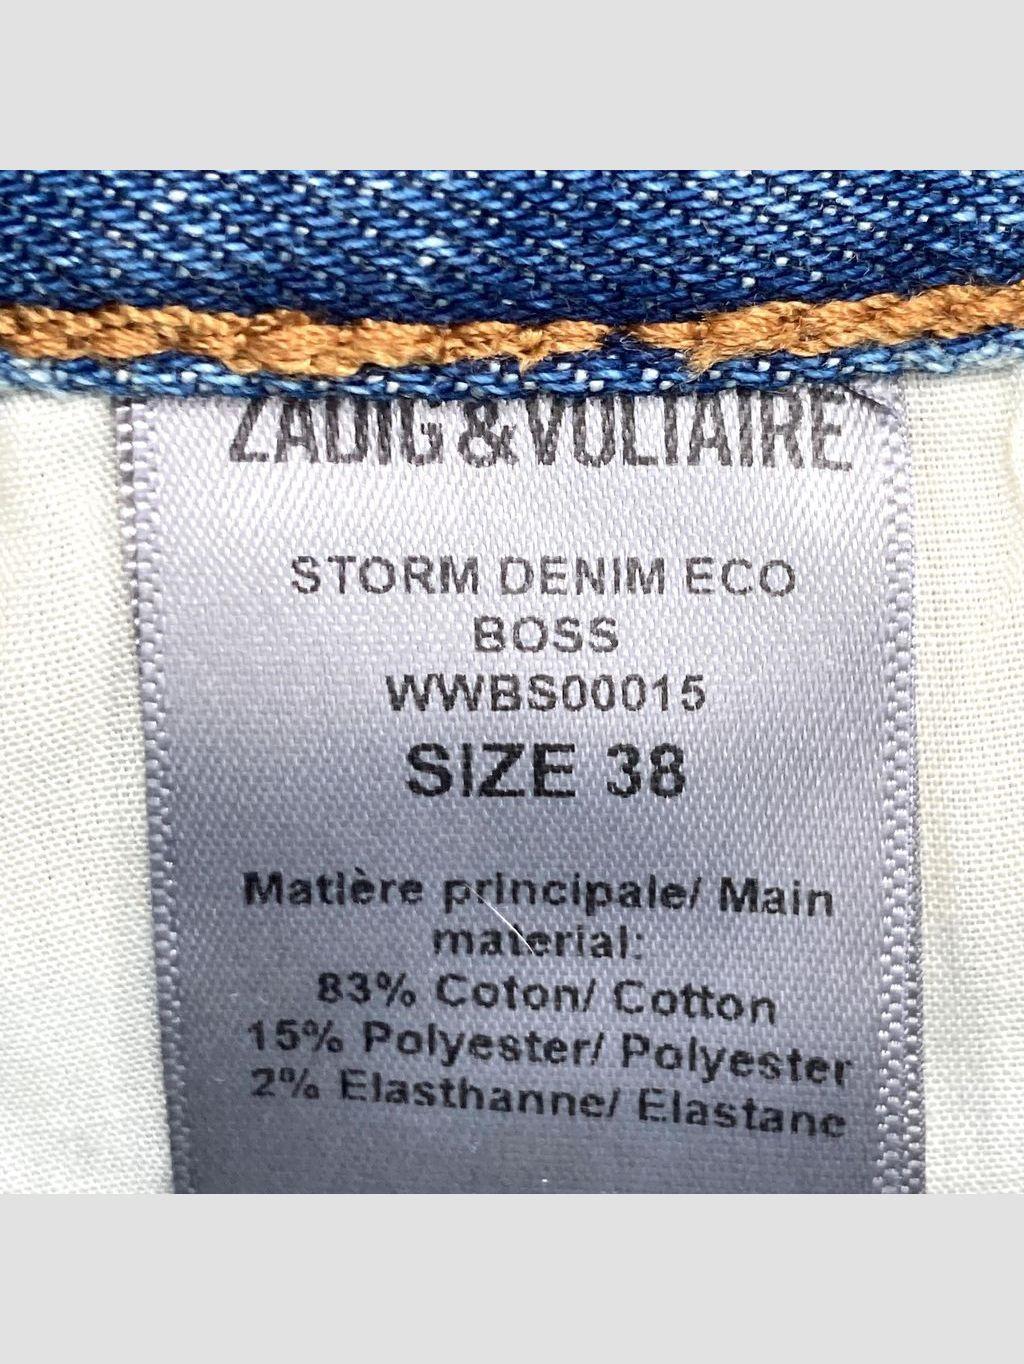 ZADIG&VOLTAIRE
STORM DENIM ECO
BOSS
WWBS00015
SIZE 38
Matière principale/ Main
material:
83% Coton/ Cotton
15% Polyester/ Polyester
2% Elasthanne/ Elastane